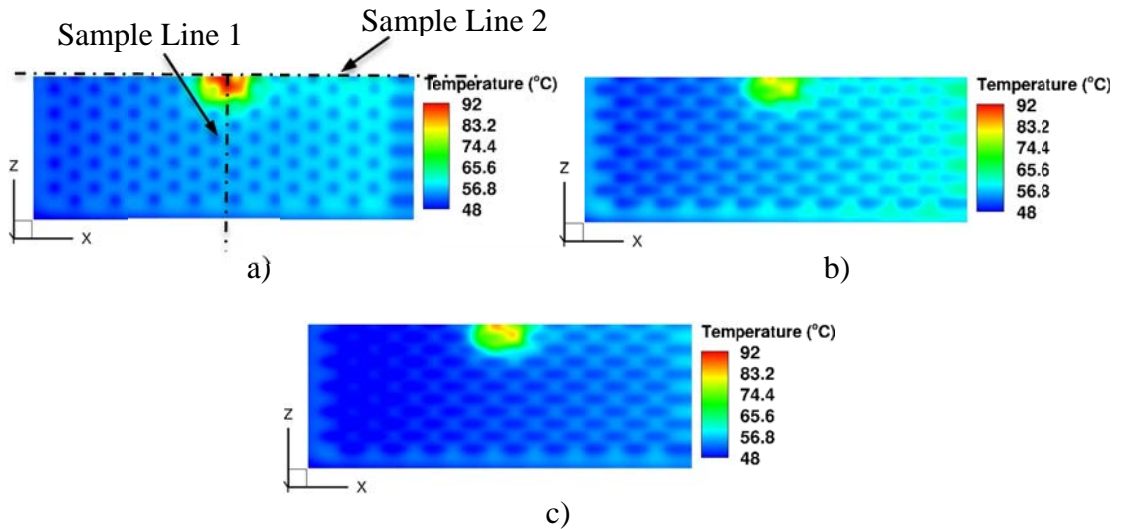 Sample Line 1
Sample Line 2
Temperature (°C)
92
83.2
74.4
65.6
56.8
48
Z
X
a)
Temperature (°C)
92
83.2
74.4
65.6
56.8
48
Z
X
b)
Temperature (°C)
92
83.2
74.4
65.6
56.8
48
Z
X
c)